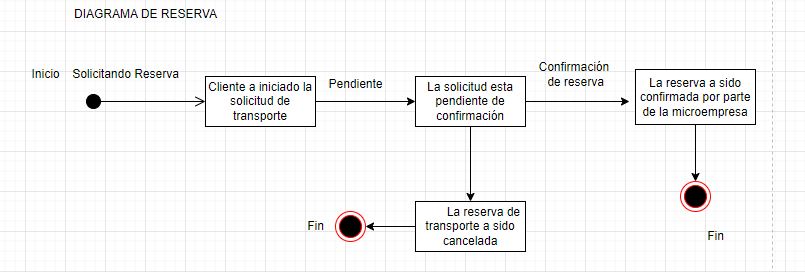 DIAGRAMA DE RESERVA
Inicio
Solicitando Reserva
Cliente a iniciado la
solicitud de
transporte
Pendiente
La solicitud esta
pendiente de
confirmación
Confirmación
de reserva
La reserva a sido
confirmada por parte
de la microempesa
Fin
La reserva de
transporte a sido
cancelada
Fin